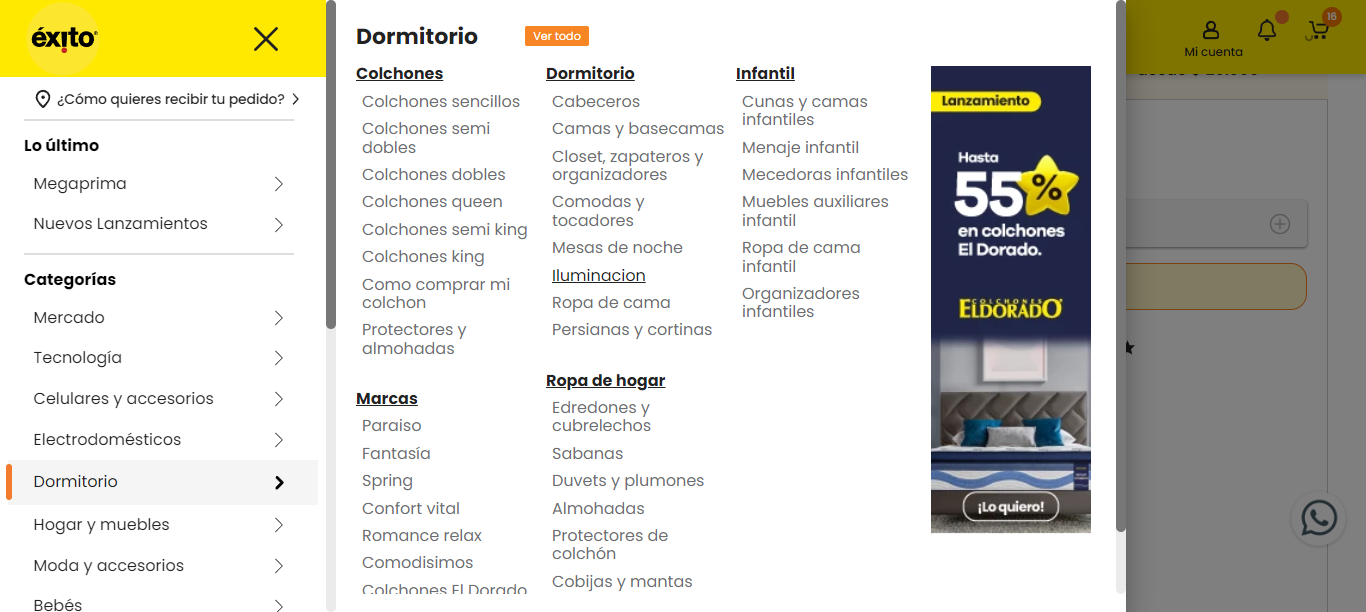 éxito
¿Cómo quieres recibir tu pedido?
Lo último
Megaprima
Nuevos Lanzamientos
Categorías
Mercado
Tecnología
Celulares y accesorios
Electrodomésticos
Dormitorio
Hogar y muebles
Moda y accesorios
Bebés
Dormitorio
Ver todo
Colchones
Colchones sencillos
Colchones semi
dobles
Colchones dobles
Colchones queen
Colchones semi king
Colchones king
Como comprar mi
colchon
Protectores y
almohadas
Marcas
Paraiso
Fantasía
Spring
Confort vital
Romance relax
Comodisimos
Colchones El Dorado
Dormitorio
Cabeceros
Camas y basecamas
Closet, zapateros y
organizadores
Comodas y
tocadores
Mesas de noche
Iluminacion
Ropa de cama
Persianas y cortinas
Ropa de hogar
Edredones y
cubrelechos
Sabanas
Duvets y plumones
Almohadas
Protectores de
colchón
Cobijas y mantas
Infantil
Cunas y camas
infantiles
Menaje infantil
Mecedoras infantiles
Muebles auxiliares
infantil
Ropa de cama
infantil
Organizadores
infantiles
Lanzamiento
Hasta
55%
en colchones
El Dorado.
COLCHONES
ELDORADO
¡Lo quiero!
Mi cuenta
16